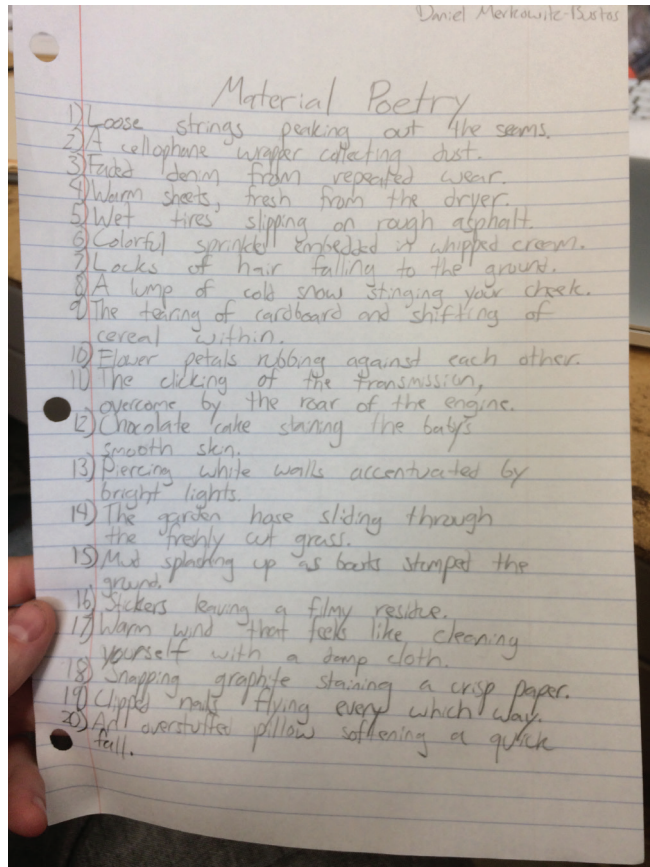 Daniel Merkowitz-Bustos
Material Poetry
1) Loose strings peaking out the seams.
2) A cellophane wrapper collecting dust.
3) Faded denim from repeated wear.
4) Warm sheets, fresh from the dryer.
5) Wet tires slipping on rough asphalt.
6) Colorful sprinkles embedded in whipped cream.
7) Locks of hair falling to the ground.
8) A lump of cold snow stinging your cheek.
9) The tearing of cardboard and shifting of
cereal within.
10) Flower petals rubbing against each other.
11) The clicking of the transmission,
overcome by the roar of the engine.
12) Chocolate cake staining the baby's
smooth skin.
13) Piercing white walls accentuated by
bright lights.
14) The garden hose sliding through
the freshly cut grass.
15) Mud splashing up as boots stomped the
ground.
16) Stickers leaving a filmy residue.
17) Warm wind that feels like cleaning
yourself with a damp cloth.
18) Snapping graphite staining a crisp paper.
19) Clipped nails flying every which way.
20) An overstuffed pillow softening a quick
fall.